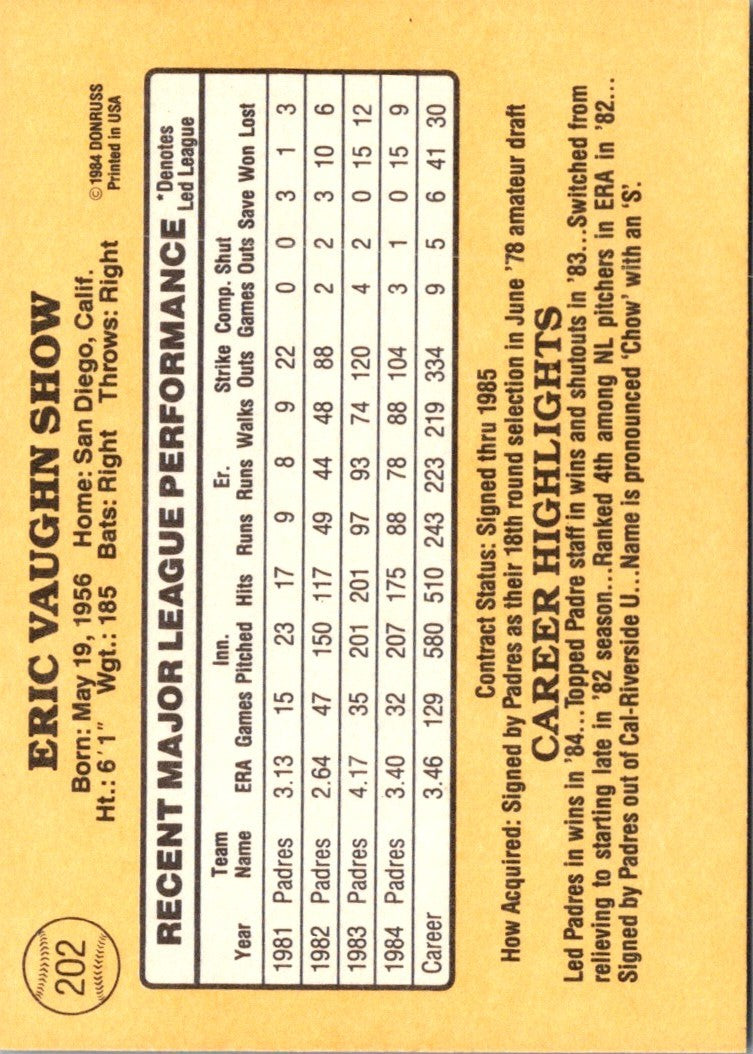 202
ERIC VAUGHN SHOW
Born: May 19, 1956 Home: San Diego, Calif.
Ht.: 6'1" Wgt.: 185 Bats: Right Throws: Right
© 1984 DONRUSS
Printed in USA
RECENT MAJOR LEAGUE PERFORMANCE
*Denotes
Led League
Year Team Name ERA Games Inn. Pitched Hits Runs Er. Runs Walks Strike Outs Comp. Games Shut Outs Save Won Lost
1981 Padres 3.13 15 23 17 9 8 9 22 0 0 3 1 3
1982 Padres 2.64 47 150 117 49 44 48 88 2 2 3 10 6
1983 Padres 4.17 35 201 201 97 93 74 120 4 2 0 15 12
1984 Padres 3.40 32 207 175 88 78 88 104 3 1 0 15 9
Career 3.46 129 580 510 243 223 219 334 9 5 6 41 30
Contract Status: Signed thru 1985
How Acquired: Signed by Padres as their 18th round selection in June '78 amateur draft
CAREER HIGHLIGHTS
Led Padres in wins in '84...Topped Padre staff in wins and shutouts in '83...Switched from
relieving to starting late in '82 season...Ranked 4th among NL pitchers in ERA in '82...
Signed by Padres out of Cal-Riverside U...Name is pronounced 'Chow' with an 'S'.